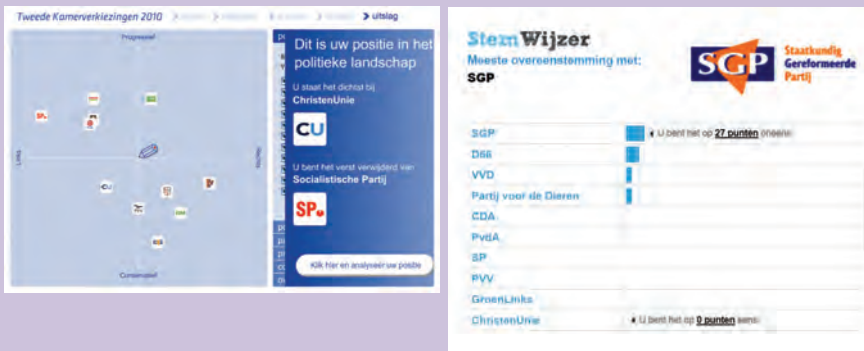 Tweede Kamerverkiezingen 2010
uitslag
Progressief
Links
Rechts
Conservatief
SP.
CU
Dit is uw positie in het
politieke landschap
U staat het dichtst bij
ChristenUnie
CU
U bent het verst verwijderd van
Socialistische Partij
SP.
Klik hier en analyseer uw positie
StemWijzer
Meeste overeenstemming met:
SGP
SGP
Staatkundig
Gereformeerde
Partij
SGP
U bent het op 27 punten oneens
D66
VVD
Partij voor de Dieren
CDA
PvdA
SP
PVV
GroenLinks
ChristenUnie
U bent het op 0 punten eens